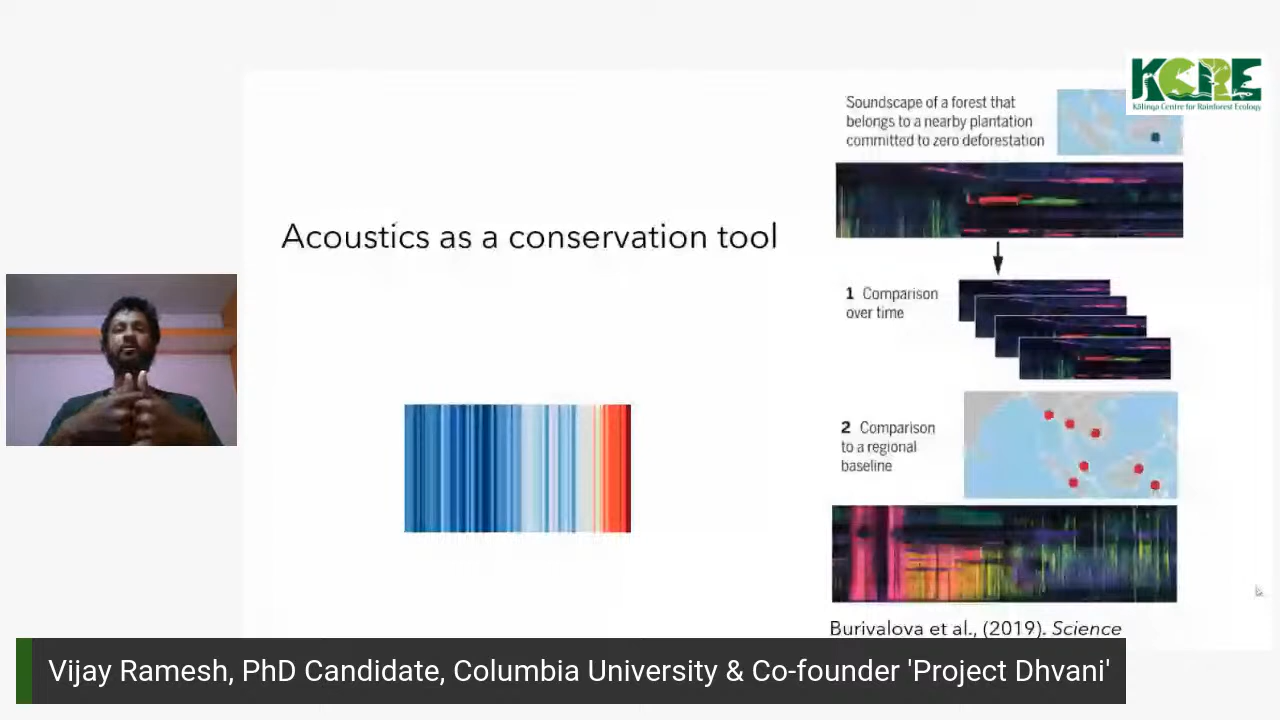 KCRE
Kalinga Centre for Rainforest Ecology
Soundscape of a forest that
belongs to a nearby plantation
committed to zero deforestation
Acoustics as a conservation tool
1 Comparison
over time
2 Comparison
to a regional
baseline
Burivalova et al., (2019). Science
Vijay Ramesh, PhD Candidate, Columbia University & Co-founder 'Project Dhvani'